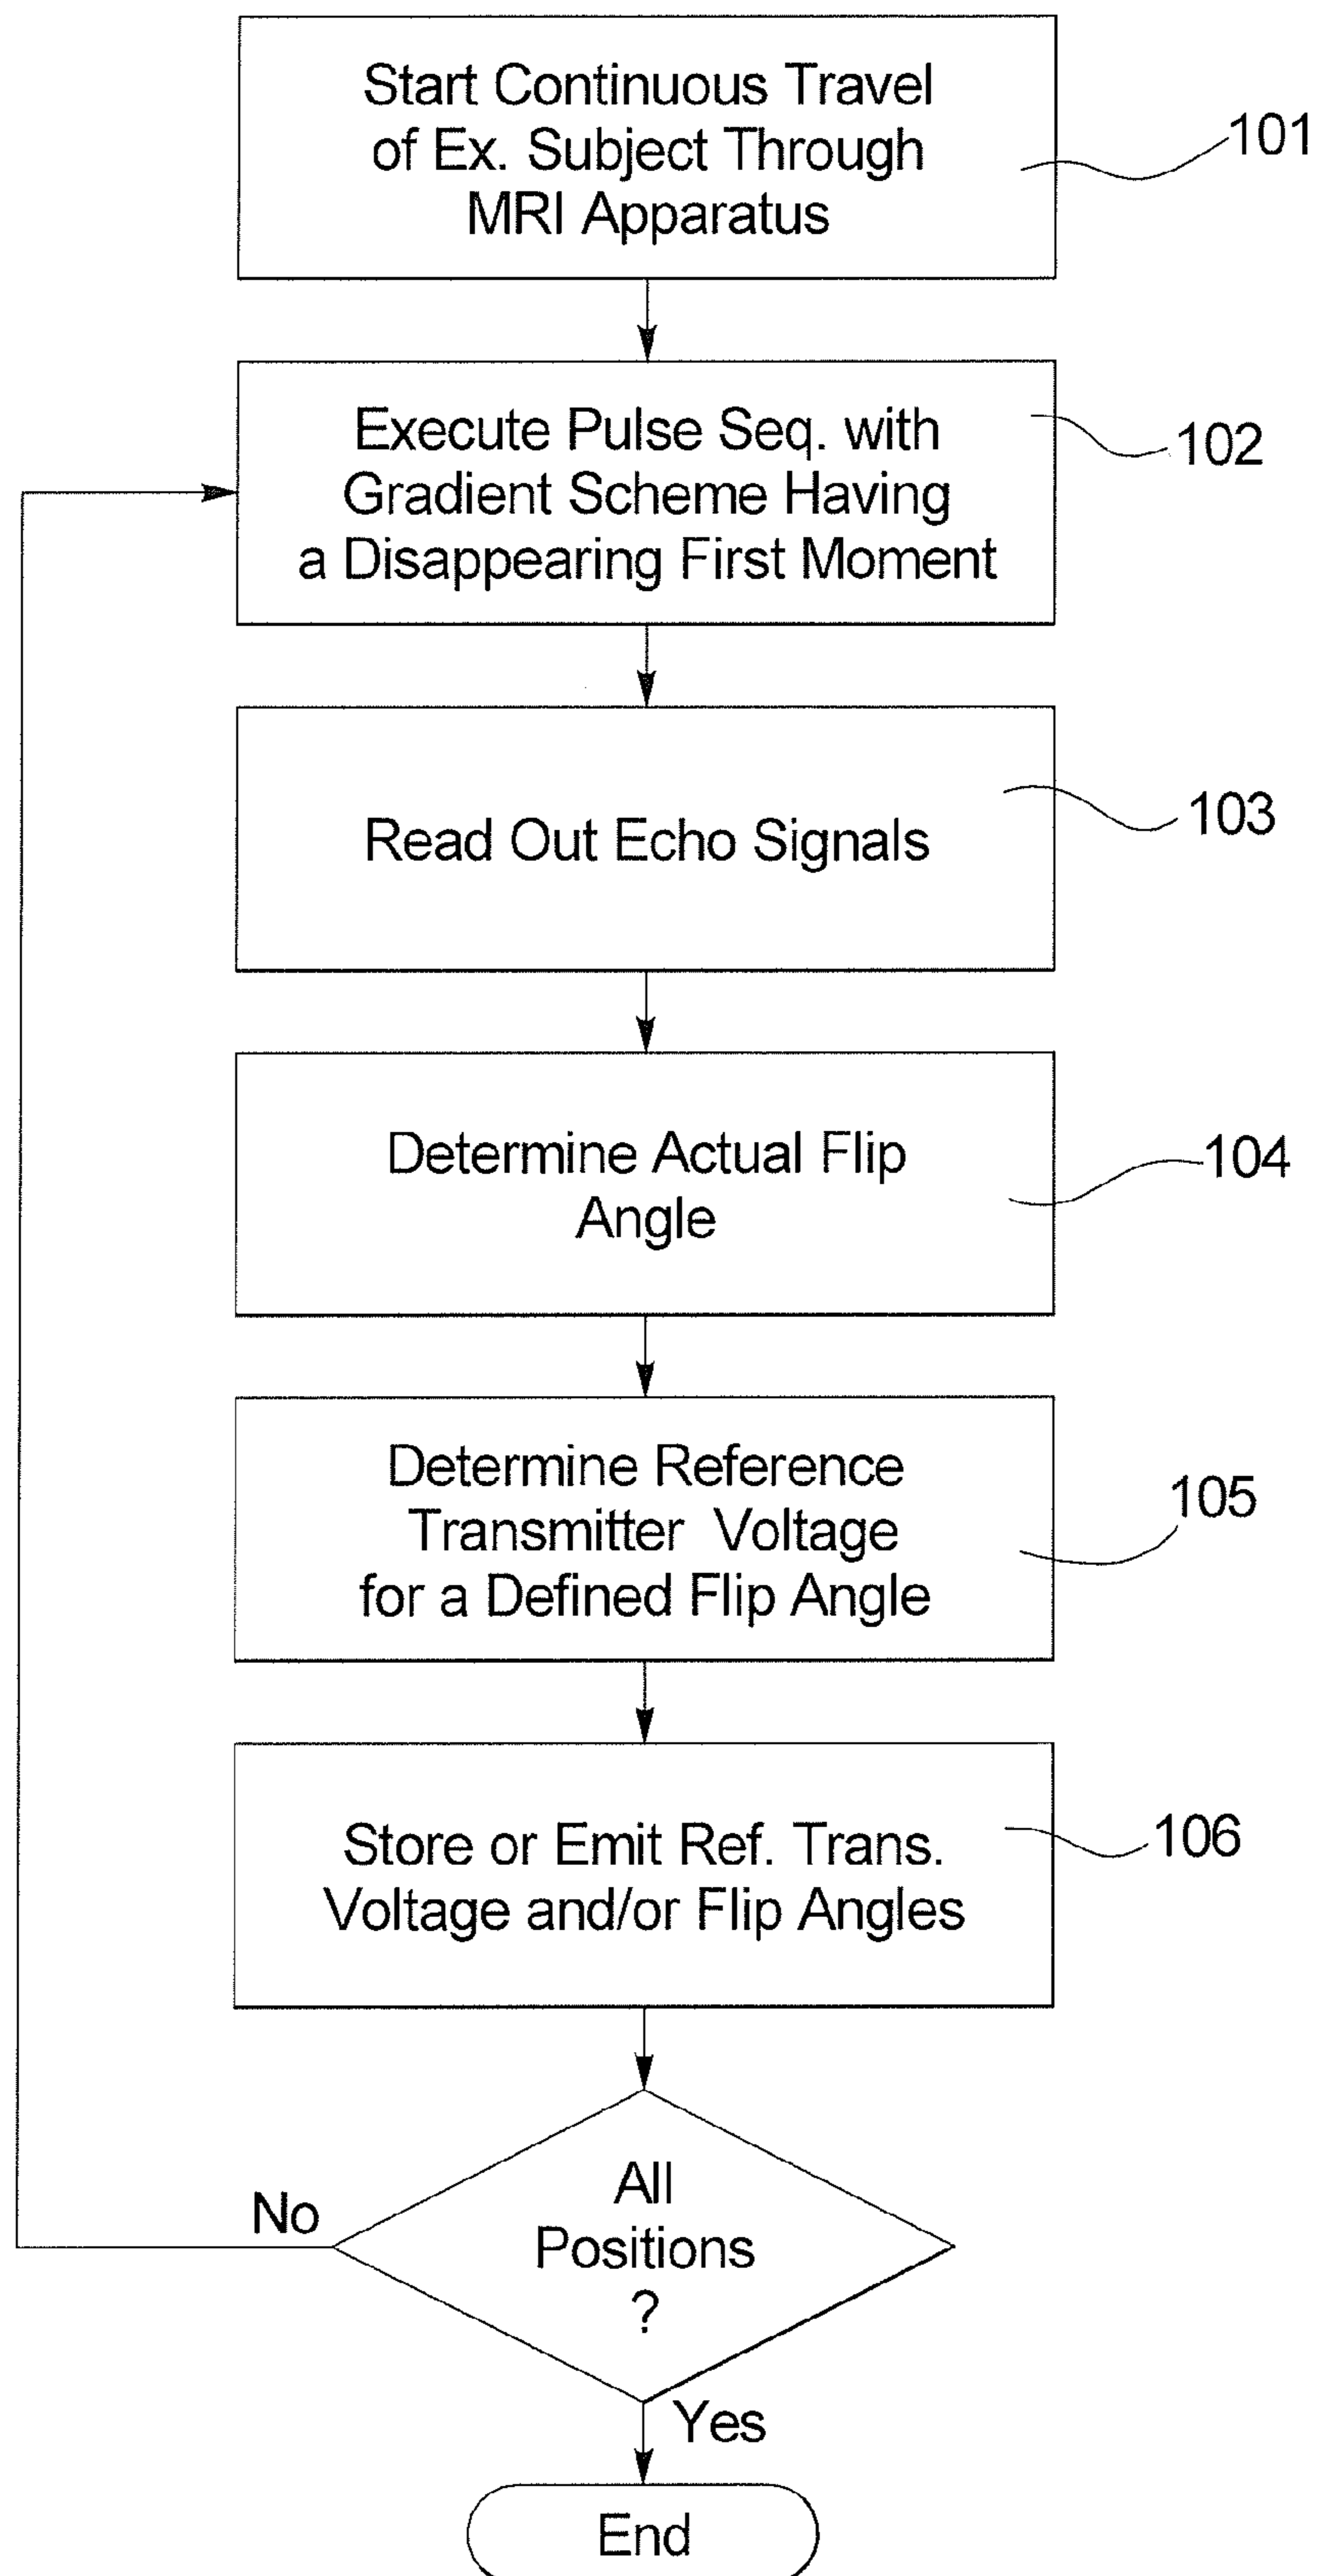 Start Continuous Travel
of Ex. Subject Through
MRI Apparatus
101
Execute Pulse Seq. with
Gradient Scheme Having
a Disappearing First Moment
102
Read Out Echo Signals
103
Determine Actual Flip
Angle
104
Determine Reference
Transmitter Voltage
for a Defined Flip Angle
105
Store or Emit Ref. Trans.
Voltage and/or Flip Angles
106
All
Positions
?
No
Yes
End